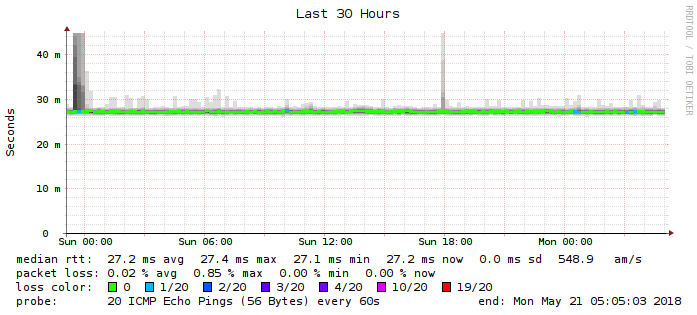 Last 30 Hours
RRDTOOL / TOBI OETIKER
Seconds
40 m
30 m
20 m
10 m
0
Sun 00:00 Sun 06:00 Sun 12:00 Sun 18:00 Mon 00:00
median rtt: 27.2 ms avg 27.4 ms max 27.1 ms min 27.2 ms now 0.0 ms sd 548.9 am/s
packet loss: 0.02 % avg 0.85 % max 0.00 % min 0.00 % now
loss color: 0 1/20 2/20 3/20 4/20 10/20 19/20
probe: 20 ICMP Echo Pings (56 Bytes) every 60s end: Mon May 21 05:05:03 2018